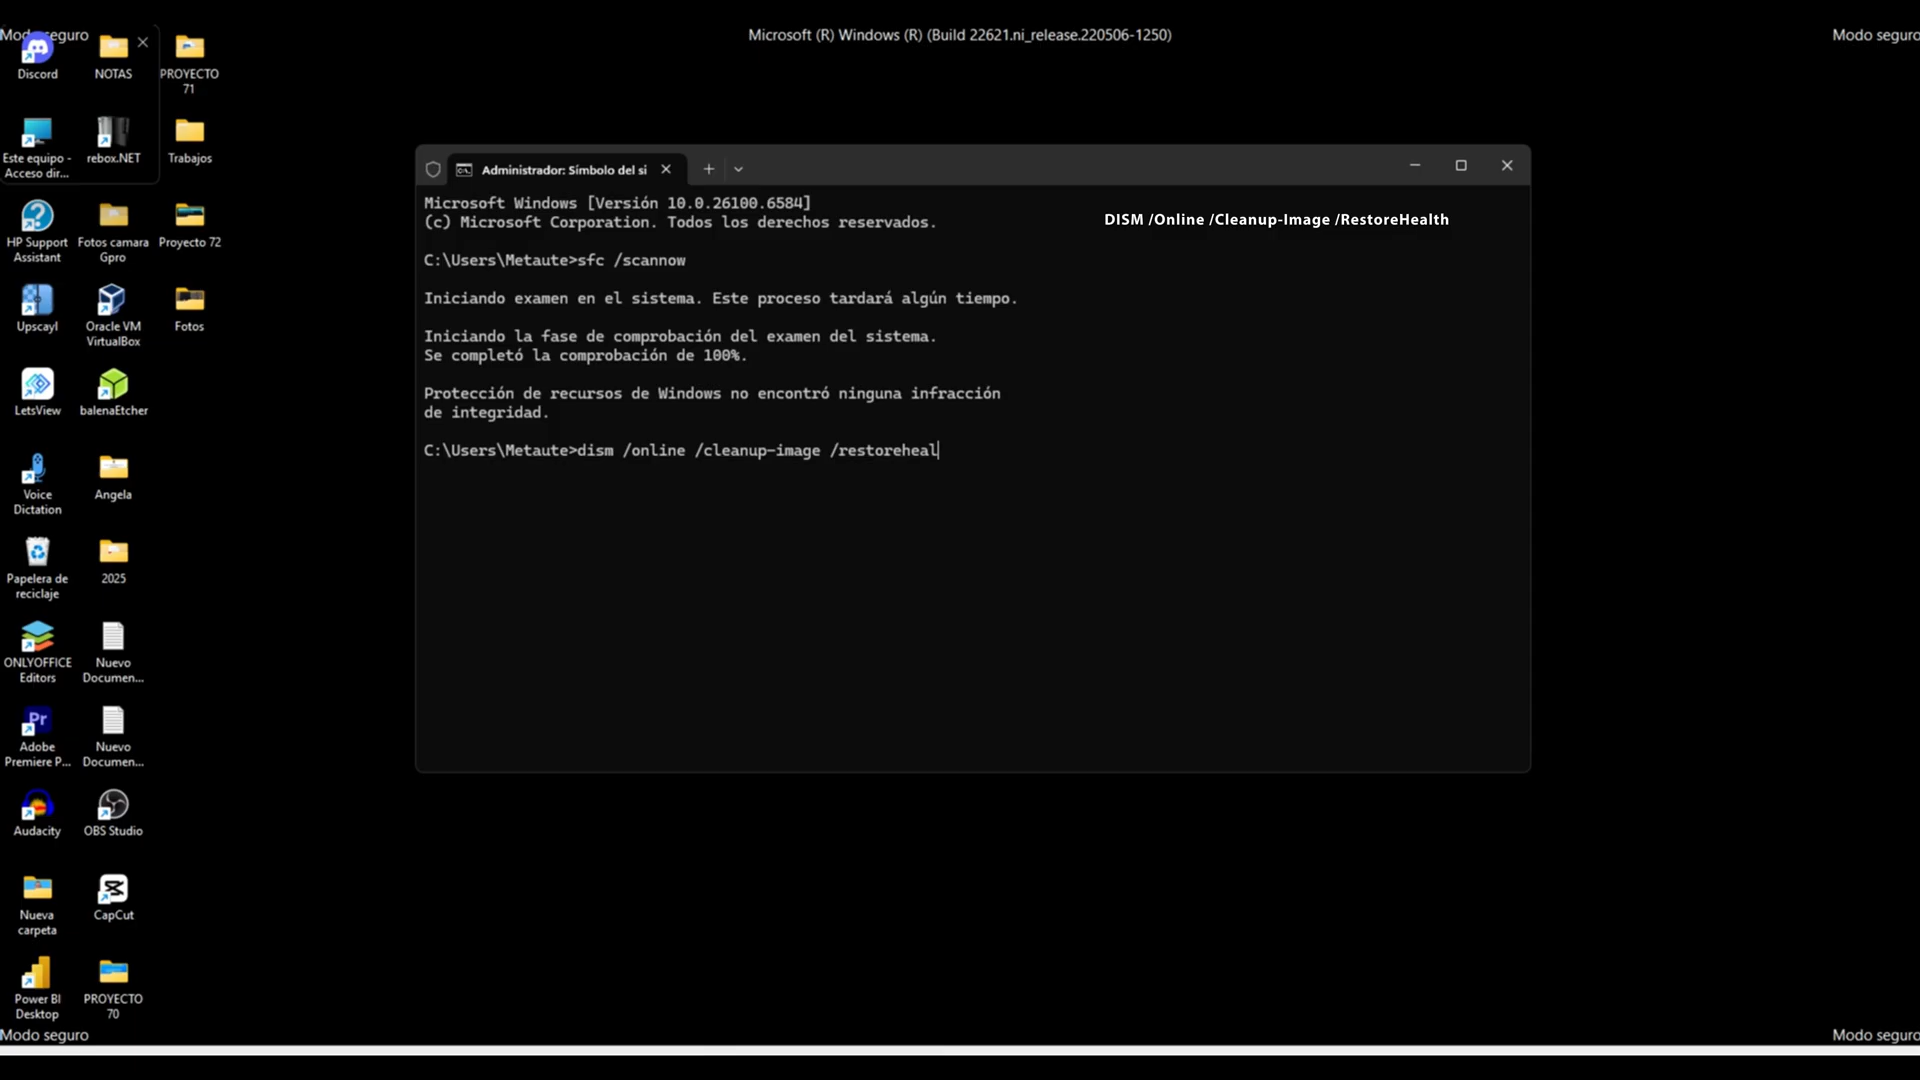 Modo seguro
Microsoft (R) Windows (R) (Build 22621.ni_release.220506-1250)
Modo seguro
Discord
NOTAS
PROYECTO
71
Este equipo -
Acceso dir...
rebox.NET
Trabajos
HP Support
Assistant
Fotos camara
Gpro
Proyecto 72
Upscayl
Oracle VM
VirtualBox
Fotos
LetsView
balenaEtcher
Voice
Dictation
Angela
Papelera de
reciclaje
2025
ONLYOFFICE
Editors
Nuevo
Documen...
Pr
Adobe
Premiere P...
Nuevo
Documen...
Audacity
OBS Studio
Nueva
carpeta
CapCut
Power BI
Desktop
PROYECTO
70
Administrador: Símbolo del si
Microsoft Windows [Versión 10.0.26100.6584]
(c) Microsoft Corporation. Todos los derechos reservados.
DISM /Online /Cleanup-Image /RestoreHealth
C:\Users\Metaute>sfc /scannow
Iniciando examen en el sistema. Este proceso tardará algún tiempo.
Iniciando la fase de comprobación del examen del sistema.
Se completó la comprobación de 100%.
Protección de recursos de Windows no encontró ninguna infracción
de integridad.
C:\Users\Metaute>dism /online /cleanup-image /restoreheal
Modo seguro
Modo seguro